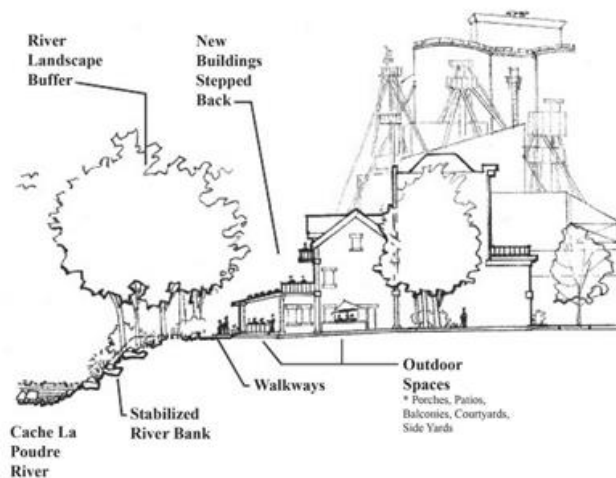 River
Landscape
Buffer
New
Buildings
Stepped
Back
Walkways
Outdoor
Spaces
* Porches, Patios,
Balconies, Courtyards,
Side Yards
Stabilized
River Bank
Cache La
Poudre
River